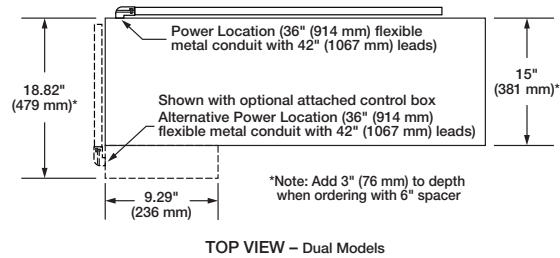 Power Location (36" (914 mm) flexible
metal conduit with 42" (1067 mm) leads)
18.82"
(479 mm)*
15"
(381 mm)*
Shown with optional attached control box
Alternative Power Location (36" (914 mm)
flexible metal conduit with 42" (1067 mm) leads)
9.29"
(236 mm)
*Note: Add 3" (76 mm) to depth
when ordering with 6" spacer
TOP VIEW – Dual Models